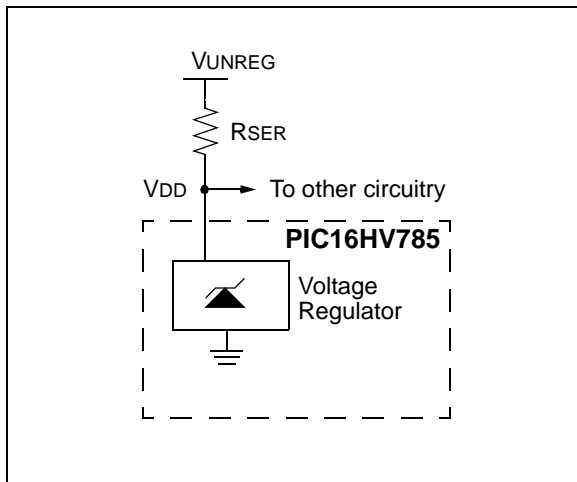 VUNREG
RSER
VDD
To other circuitry
PIC16HV785
Voltage
Regulator